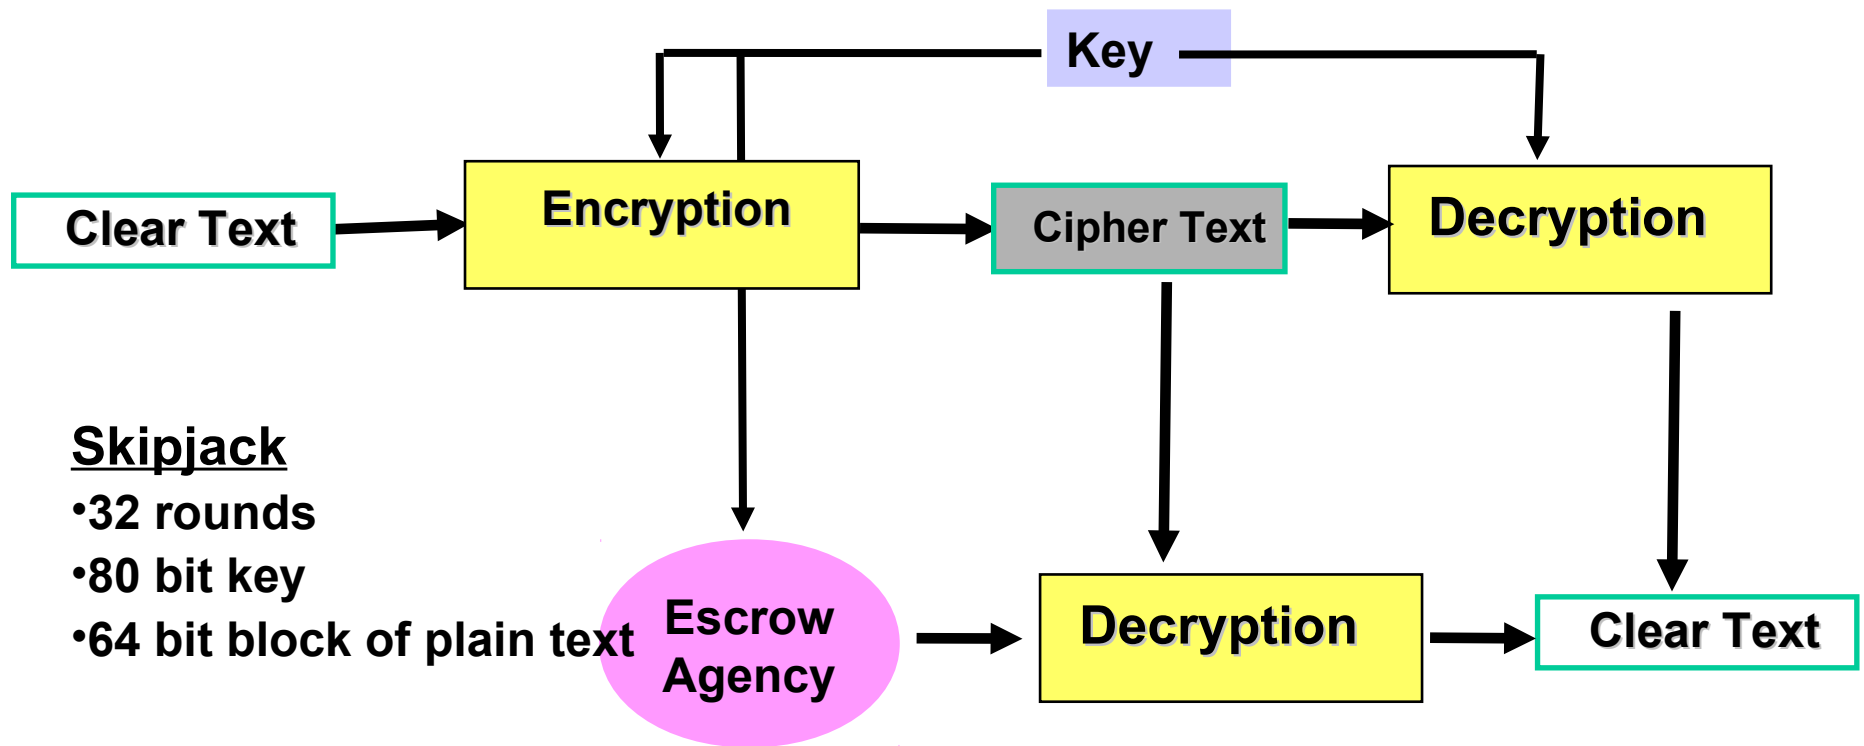 Key
Clear Text
Encryption
Cipher Text
Decryption
Skipjack
•32 rounds
•80 bit key
•64 bit block of plain text
Escrow
Agency
Decryption
Clear Text